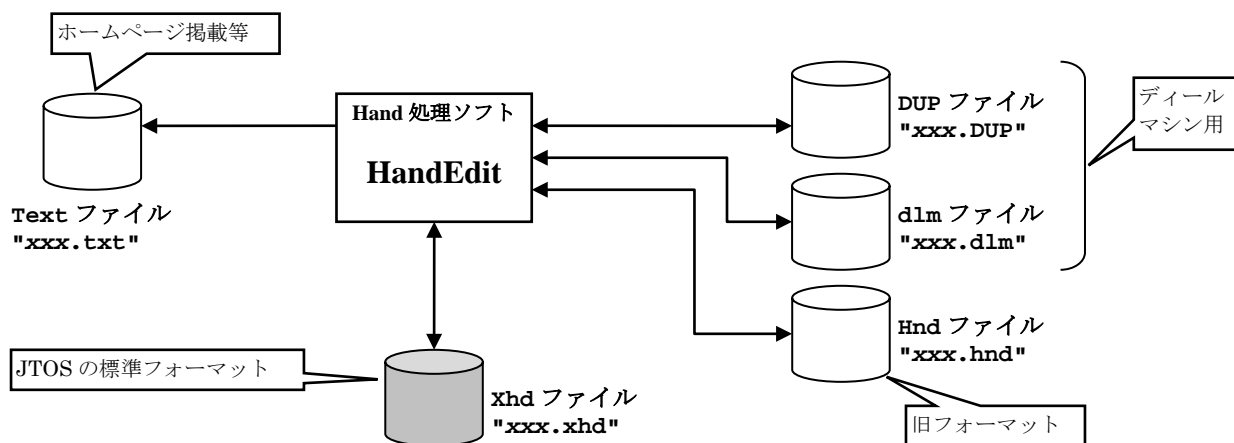 ホームページ掲載等
Hand 処理ソフト
HandEdit
Text ファイル
"xxx.txt"
DUP ファイル
"xxx.DUP"
ディール
マシン用
dlm ファイル
"xxx.dlm"
Hnd ファイル
"xxx.hnd"
JTOS の標準フォーマット
Xhd ファイル
"xxx.xhd"
旧フォーマット